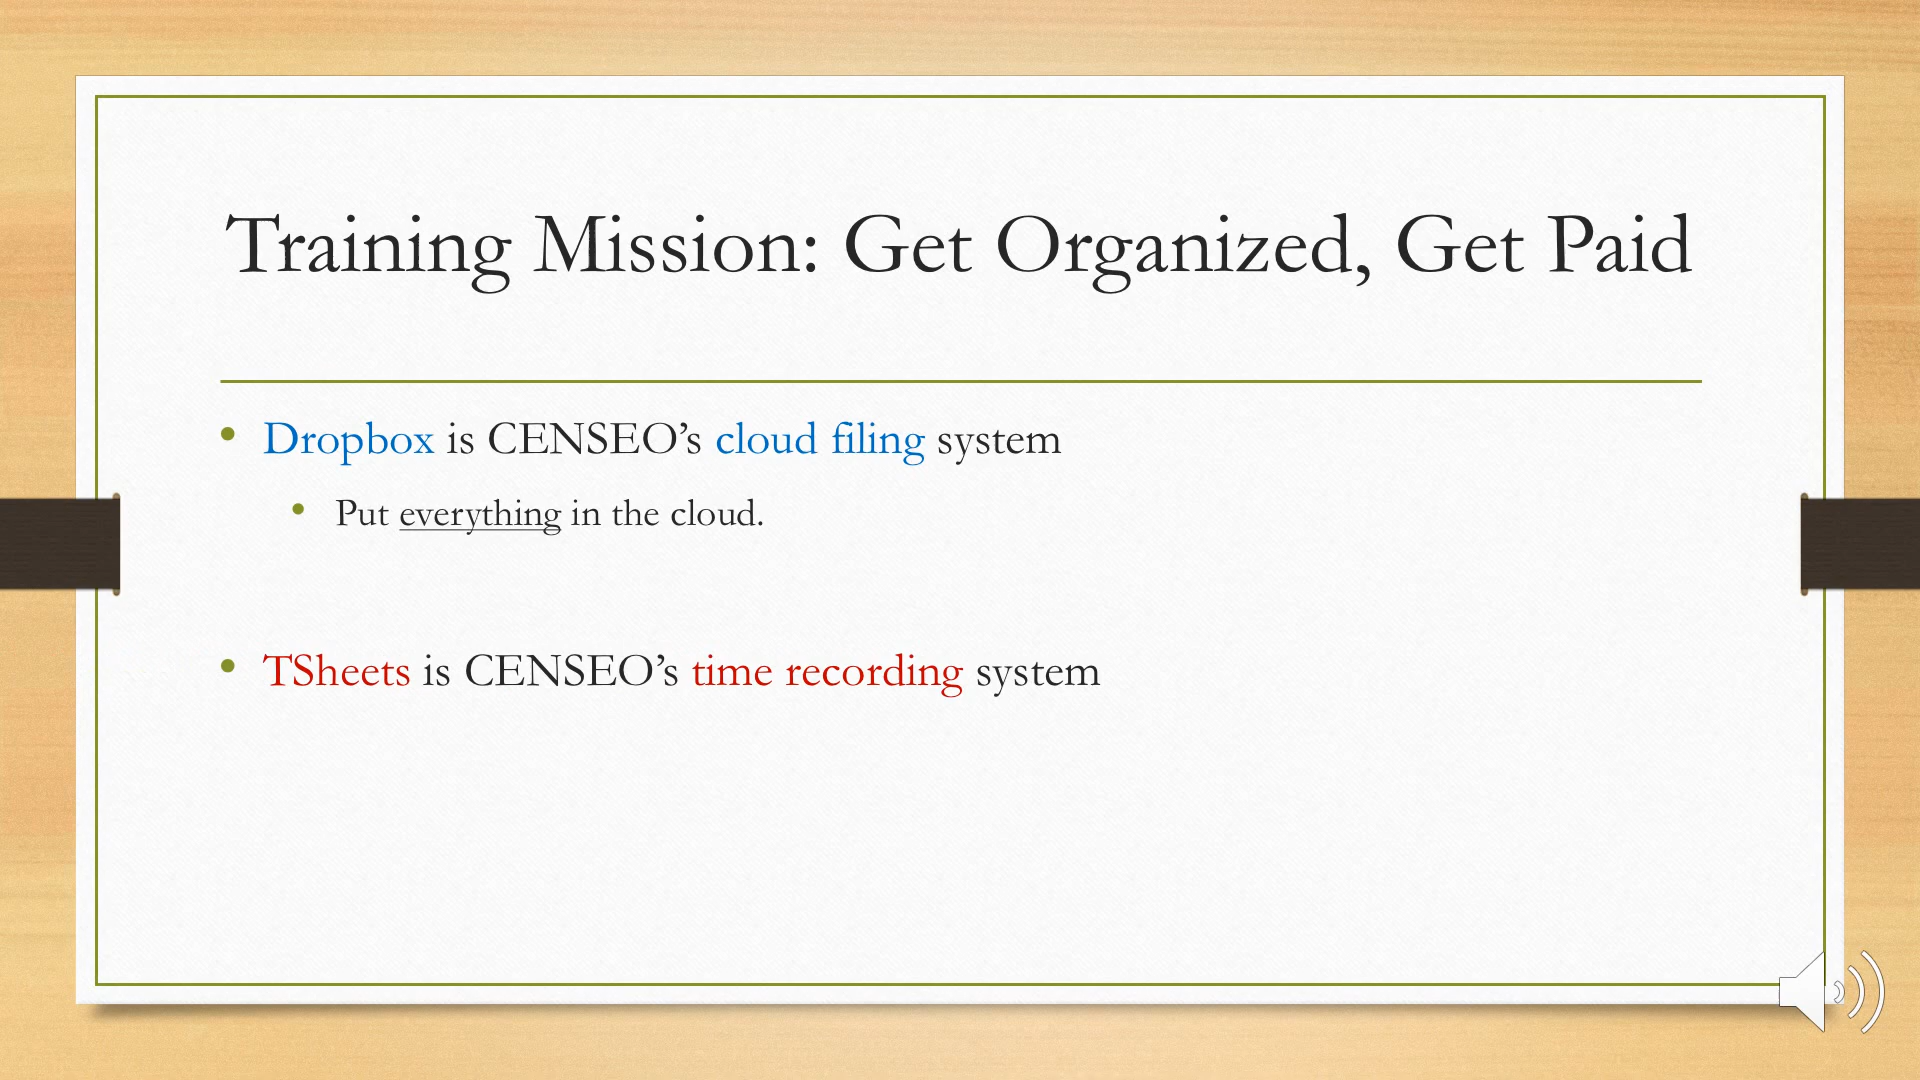 Training Mission: Get Organized, Get Paid
• Dropbox is CENSEO’s cloud filing system
• Put everything in the cloud.
• TSheets is CENSEO’s time recording system